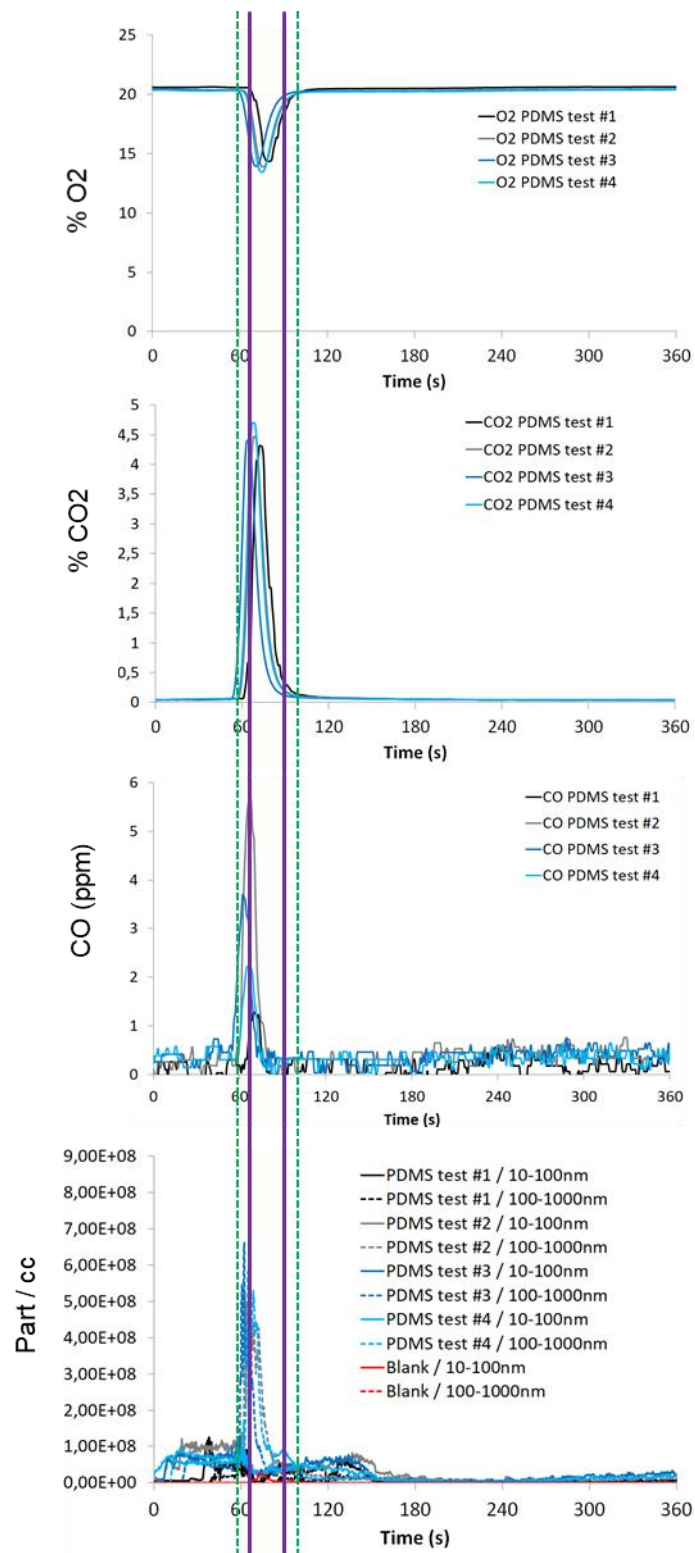 25
20
15
10
5
0
% O2
O2 PDMS test #1
O2 PDMS test #2
O2 PDMS test #3
O2 PDMS test #4
0 60 120 180 240 300 360
Time (s)
5
4,5
4
3,5
3
2,5
2
1,5
1
0,5
0
% CO2
CO2 PDMS test #1
CO2 PDMS test #2
CO2 PDMS test #3
CO2 PDMS test #4
0 60 120 180 240 300 360
Time (s)
6
5
4
3
2
1
0
CO (ppm)
CO PDMS test #1
CO PDMS test #2
CO PDMS test #3
CO PDMS test #4
0 60 120 180 240 300 360
Time (s)
9,00E+08
8,00E+08
7,00E+08
6,00E+08
5,00E+08
4,00E+08
3,00E+08
2,00E+08
1,00E+08
0,00E+00
Part / cc
PDMS test #1 / 10-100nm
PDMS test #1 / 100-1000nm
PDMS test #2 / 10-100nm
PDMS test #2 / 100-1000nm
PDMS test #3 / 10-100nm
PDMS test #3 / 100-1000nm
PDMS test #4 / 10-100nm
PDMS test #4 / 100-1000nm
Blank / 10-100nm
Blank / 100-1000nm
0 60 120 180 240 300 360
Time (s)